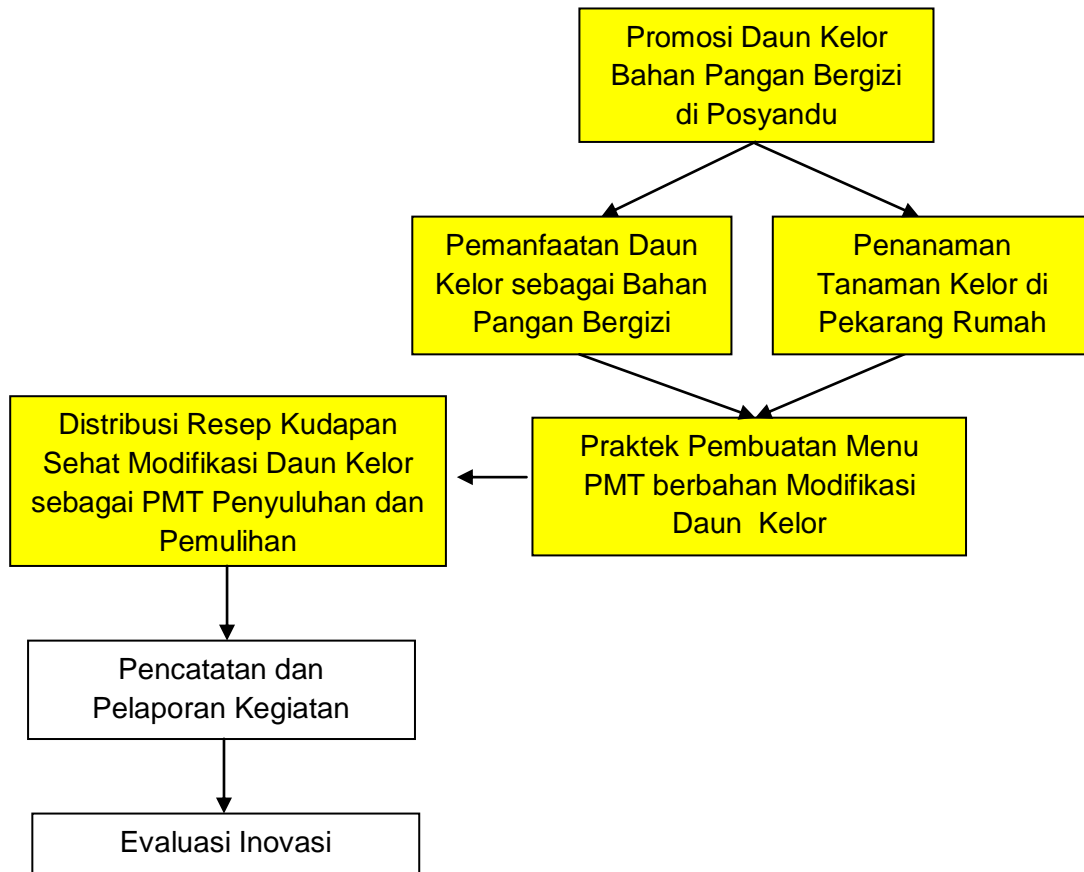 Promosi Daun Kelor
Bahan Pangan Bergizi
di Posyandu
Pemanfaatan Daun
Kelor sebagai Bahan
Pangan Bergizi
Penanaman
Tanaman Kelor di
Pekarang Rumah
Praktek Pembuatan Menu
PMT berbahan Modifikasi
Daun Kelor
Distribusi Resep Kudapan
Sehat Modifikasi Daun Kelor
sebagai PMT Penyuluhan dan
Pemulihan
Pencatatan dan
Pelaporan Kegiatan
Evaluasi Inovasi